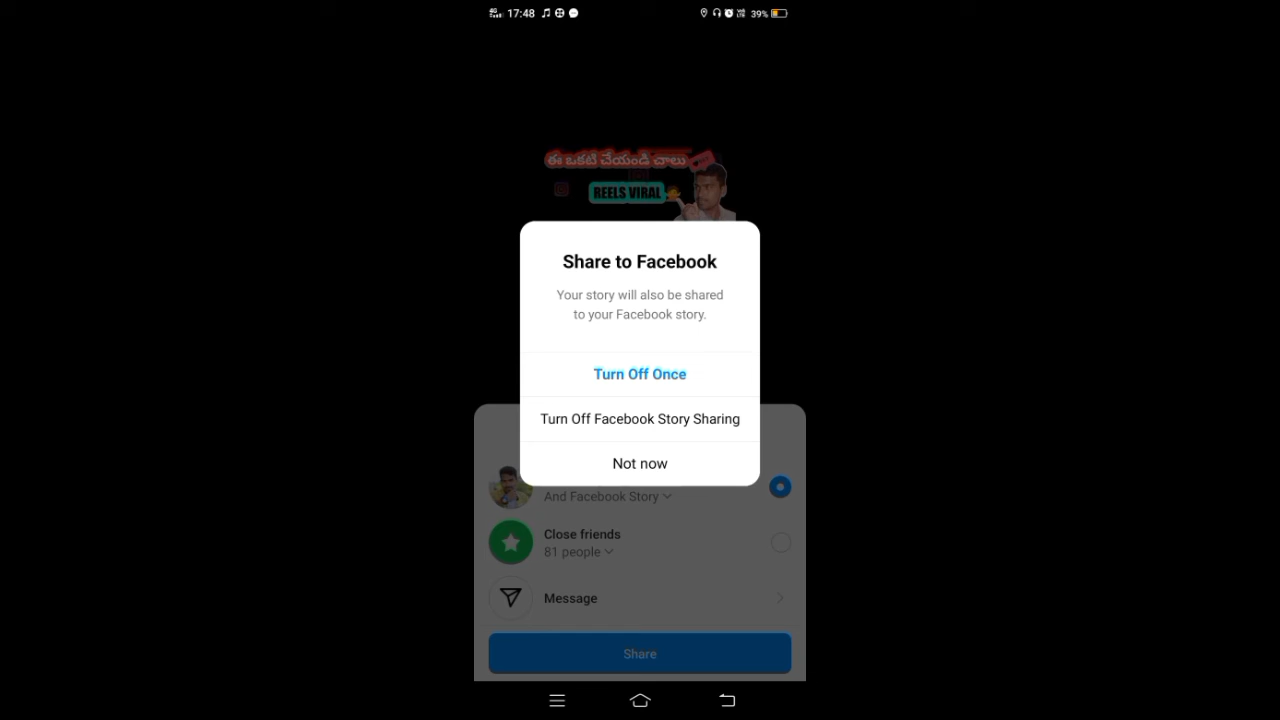 17:48
39%
ఈ ఒకటి చేయండి చాలు
REELS VIRAL
Share to Facebook
Your story will also be shared
to your Facebook story.
Turn Off Once
Turn Off Facebook Story Sharing
Not now
And Facebook Story
Close friends
81 people
Message
Share